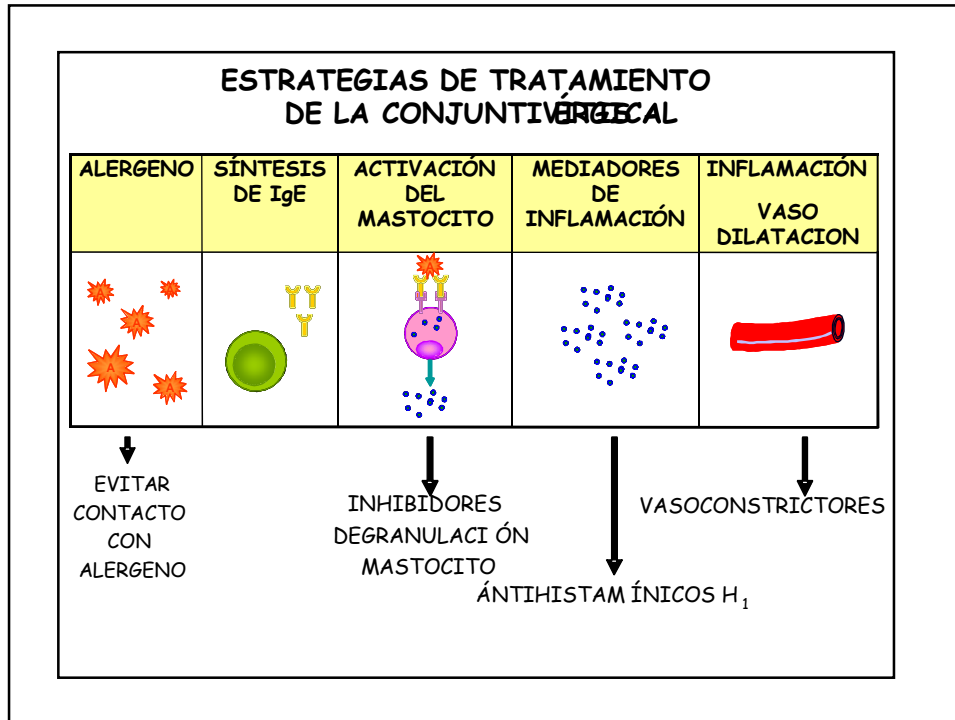 ESTRATEGIAS DE TRATAMIENTO
DE LA CONJUNTIV
ALERGENO
SÍNTESIS
DE IgE
ACTIVACIÓN
DEL
MASTOCITO
MEDIADORES
DE
INFLAMACIÓN
INFLAMACIÓN
VASO
DILATACION
A
A
A
A
A
A
EVITAR
CONTACTO
CON
ALERGENO
INHIBIDORES
DEGRANULACI ÓN
MASTOCITO
ÁNTIHISTAM ÍNICOS H₁
VASOCONSTRICTORES